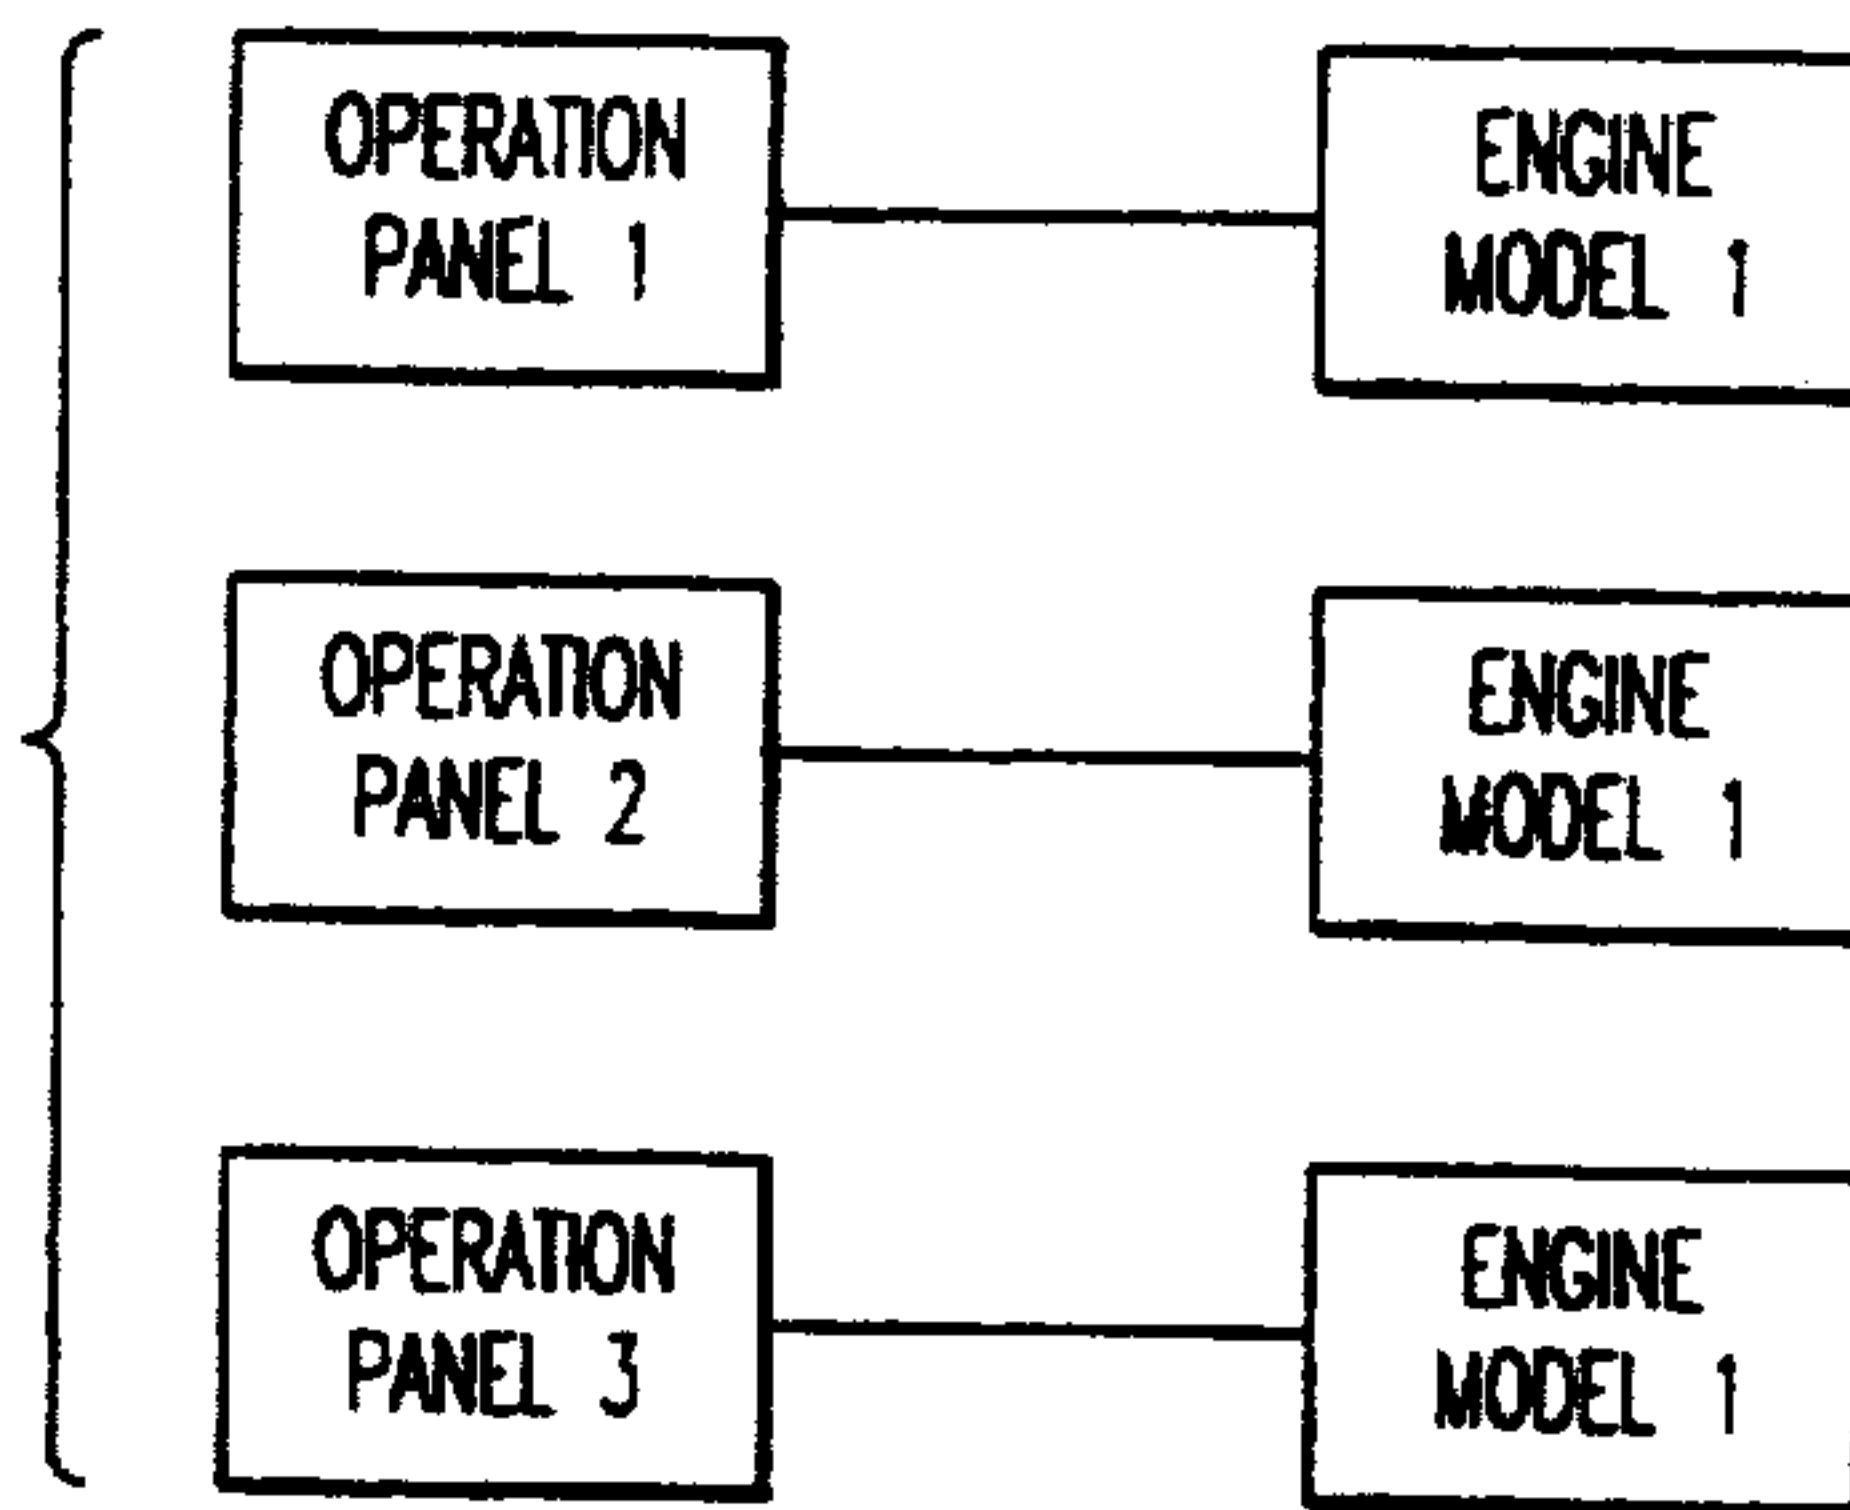 OPERATION
PANEL 1
ENGINE
MODEL 1
OPERATION
PANEL 2
ENGINE
MODEL 1
OPERATION
PANEL 3
ENGINE
MODEL 1